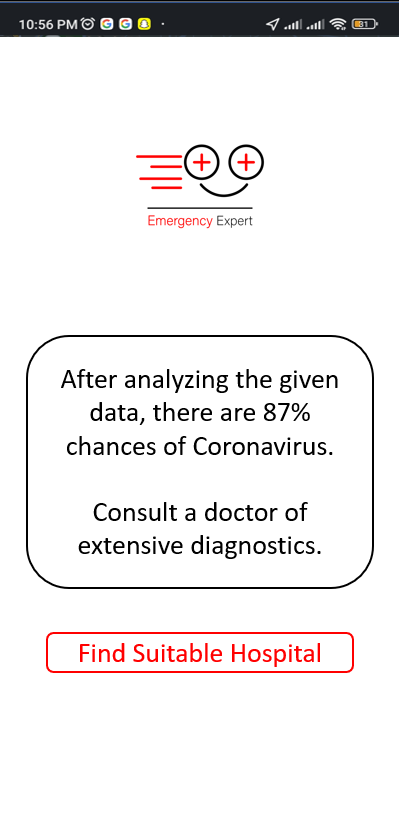 10:56 PM
31
Emergency Expert
After analyzing the given
data, there are 87%
chances of Coronavirus.
Consult a doctor of
extensive diagnostics.
Find Suitable Hospital